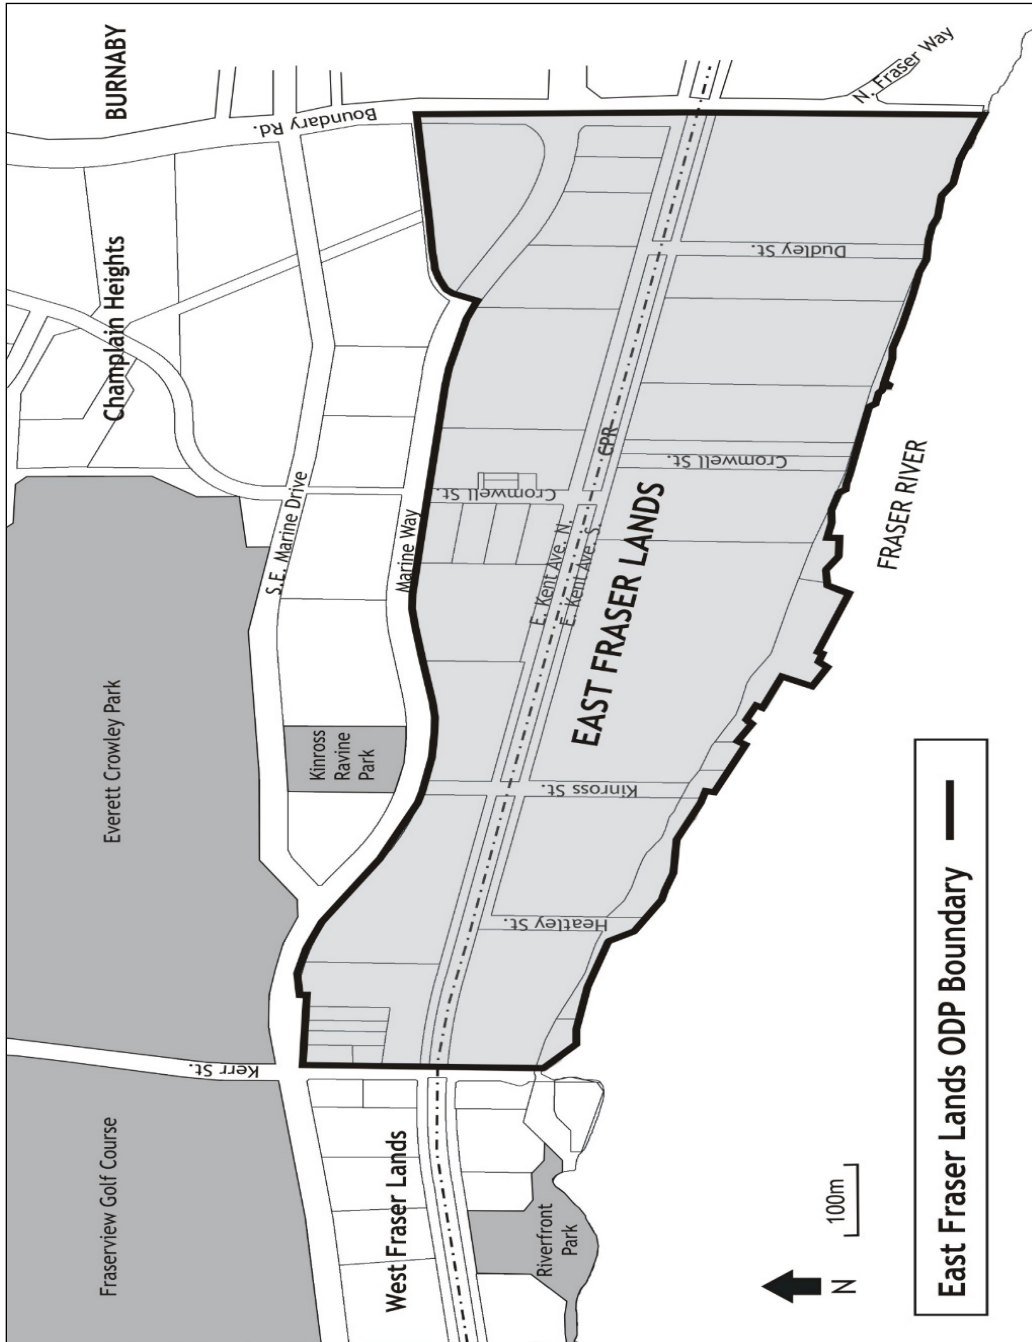 Fraserview Golf Course
Everett Crowley Park
Champlain Heights
BURNABY
Kerr St.
Kinross
Ravine
Park
S.E. Marine Drive
Boundary Rd.
Marine Way
West Fraser Lands
Cromwell St.
E. Kent Ave. N.
E. Kent Ave. S.
CPR
Riverfront
Park
Heatley St.
Kinross St.
EAST FRASER LANDS
Cromwell St.
Dudley St.
N. Fraser Way
FRASER RIVER
N
100m
East Fraser Lands ODP Boundary